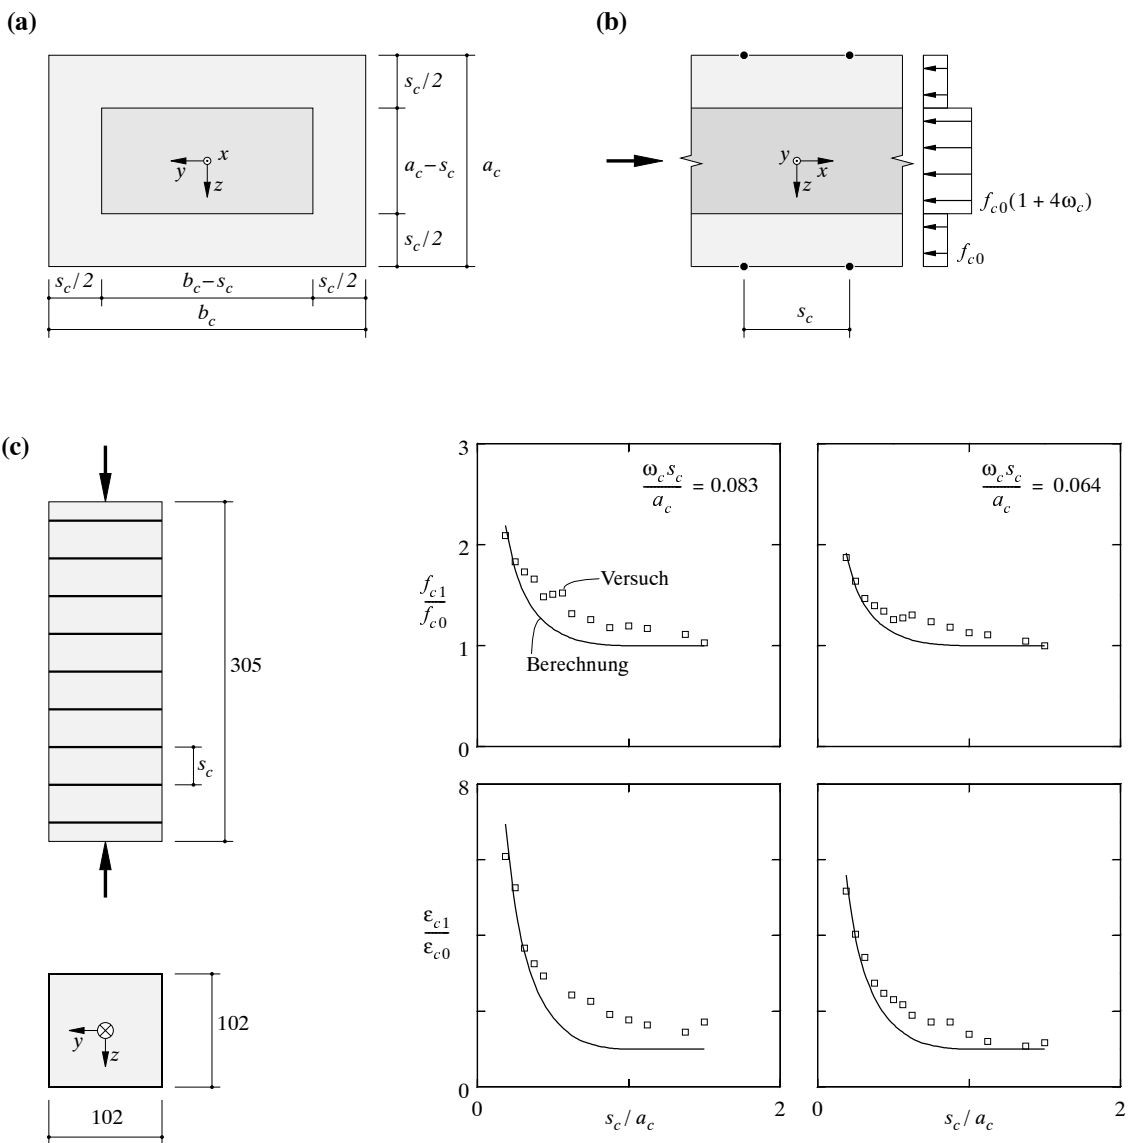 (a)
s_c/2
a_c–s_c
a_c
s_c/2
x
y
z
s_c/2
b_c–s_c
s_c/2
b_c
(b)
y
x
z
f_c0(1 + 4ω_c)
f_c0
s_c
(c)
305
s_c
y
z
102
102
3
2
1
0
f_c1
f_c0
ω_c s_c
a_c
= 0.083
Versuch
Berechnung
ω_c s_c
a_c
= 0.064
8
0
ε_c1
ε_c0
0
s_c / a_c
2
0
s_c / a_c
2